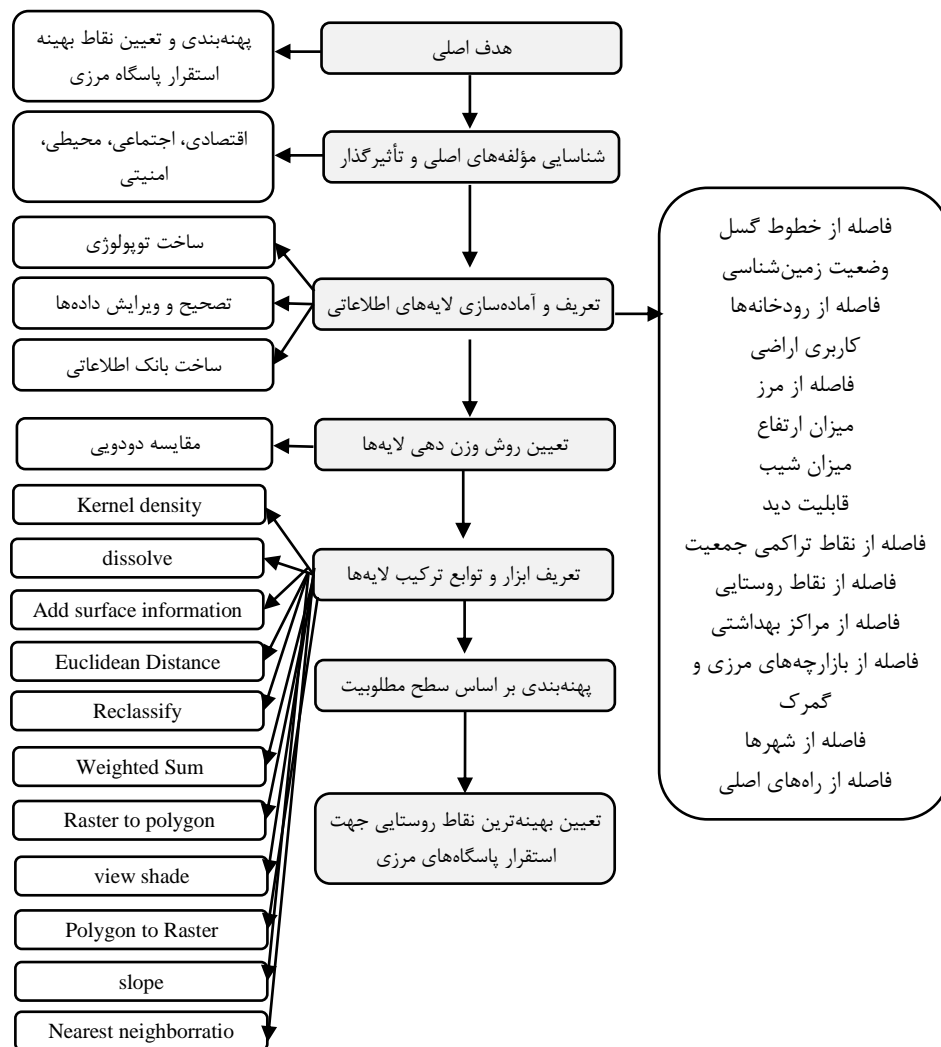 هدف اصلی
پهنه‌بندی و تعیین نقاط بهینه
استقرار پاسگاه مرزی
شناسایی مؤلفه‌های اصلی و تأثیرگذار
اقتصادی، اجتماعی، محیطی،
امنیتی
تعریف و آماده‌سازی لایه‌های اطلاعاتی
ساخت توپولوژی
تصحیح و ویرایش داده‌ها
ساخت بانک اطلاعاتی
فاصله از خطوط گسل
وضعیت زمین‌شناسی
فاصله از رودخانه‌ها
کاربری اراضی
فاصله از مرز
میزان ارتفاع
میزان شیب
قابلیت دید
فاصله از نقاط تراکمی جمعیت
فاصله از نقاط روستایی
فاصله از مراکز بهداشتی
فاصله از بازارچه‌های مرزی و
گمرک
فاصله از شهرها
فاصله از راه‌های اصلی
تعیین روش وزن دهی لایه‌ها
مقایسه دودویی
تعریف ابزار و توابع ترکیب لایه‌ها
Kernel density
dissolve
Add surface information
Euclidean Distance
Reclassify
Weighted Sum
Raster to polygon
view shade
Polygon to Raster
slope
Nearest neighborratio
پهنه‌بندی بر اساس سطح مطلوبیت
تعیین بهینه‌ترین نقاط روستایی جهت
استقرار پاسگاه‌های مرزی